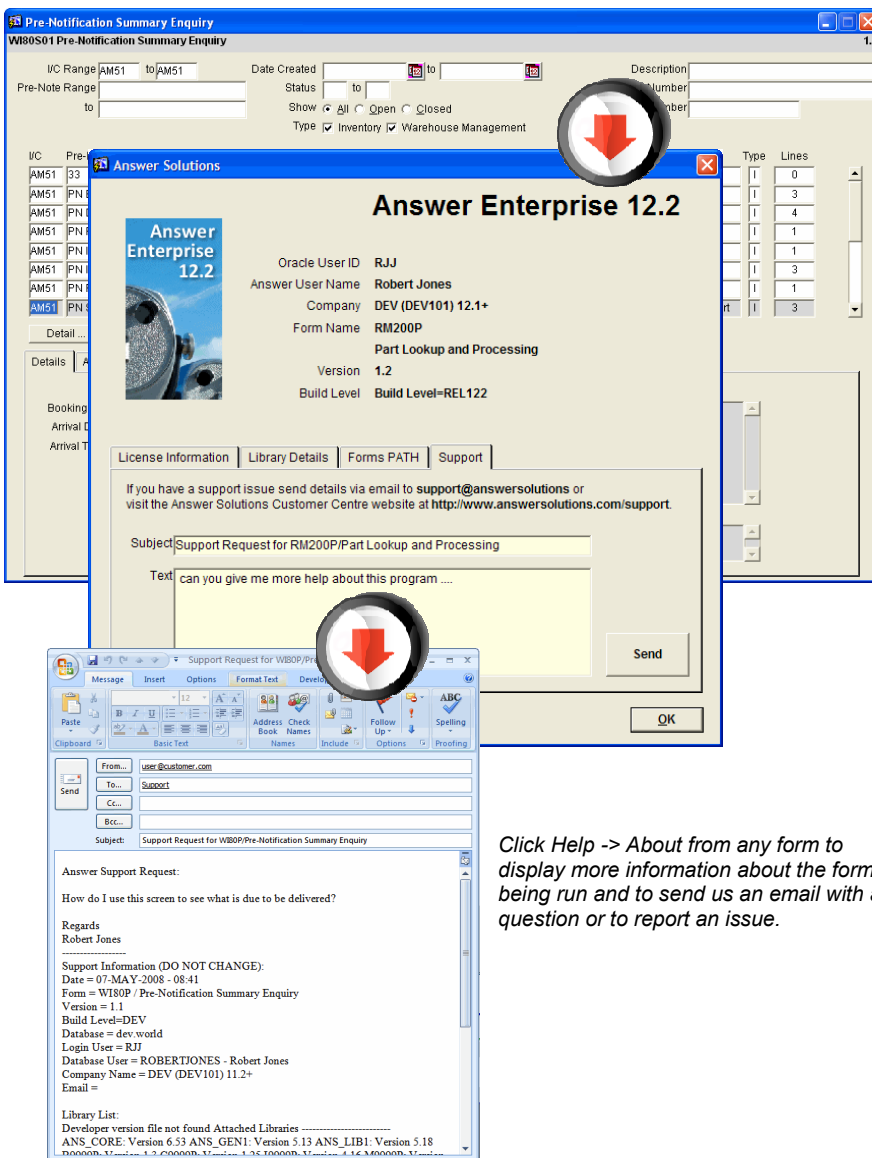 Pre-Notification Summary Enquiry
WI80S01 Pre-Notification Summary Enquiry 1.
I/C Range AM51 to AM51 Date Created to Description
Pre-Note Range Status to Number
to Show All Open Closed
Type Inventory Warehouse Management
I/C Type Lines
AM51 33 I 0
AM51 PN I 3
AM51 PN I 4
AM51 PN I 1
AM51 PN I 1
AM51 PN I 3
AM51 PN I 1
AM51 PN I 3
Detail ...
Details
Booking
Arrival
Arrival T
Answer Solutions
Answer
Enterprise
12.2
Answer Enterprise 12.2
Oracle User ID RJJ
Answer User Name Robert Jones
Company DEV (DEV101) 12.1+
Form Name RM200P
Part Lookup and Processing
Version 1.2
Build Level Build Level=REL122
License Information Library Details Forms PATH Support
If you have a support issue send details via email to support@answersolutions or
visit the Answer Solutions Customer Centre website at http://www.answersolutions.com/support.
Subject Support Request for RM200P/Part Lookup and Processing
Text can you give me more help about this program ....
Send
OK
Support Request for WI80P/Pre
Message Insert Options Format Text Develo
Paste
Address Book Check Names
Follow Up
ABC
Spelling
Clipboard Basic Text Names Include Options Proofing
Send
From... user@customer.com
To... Support
Cc...
Bcc...
Subject: Support Request for WI80P/Pre-Notification Summary Enquiry
Answer Support Request:
How do I use this screen to see what is due to be delivered?
Regards
Robert Jones
------------------
Support Information (DO NOT CHANGE):
Date = 07-MAY-2008 - 08:41
Form = WI80P / Pre-Notification Summary Enquiry
Version = 1.1
Build Level=DEV
Database = dev.world
Login User = RJJ
Database User = ROBERTJONES - Robert Jones
Company Name = DEV (DEV101) 11.2+
Email =
Library List:
Developer version file not found Attached Libraries -------------------------
ANS_CORE: Version 6.53 ANS_GEN1: Version 5.13 ANS_LIB1: Version 5.18
Click Help -> About from any form to
display more information about the form
being run and to send us an email with a
question or to report an issue.